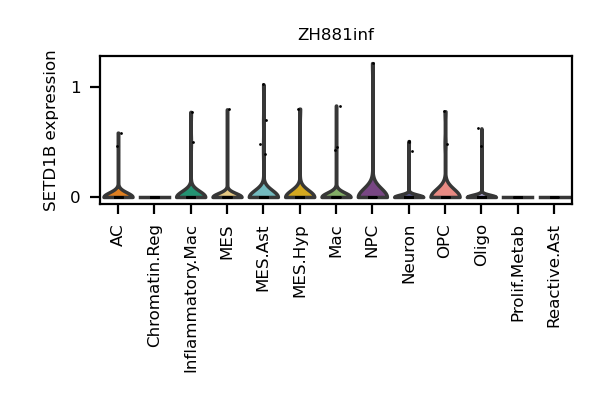 ZH881inf
SETD1B expression
1
0
AC
Chromatin.Reg
Inflammatory.Mac
MES
MES.Ast
MES.Hyp
Mac
NPC
Neuron
OPC
Oligo
Prolif.Metab
Reactive.Ast